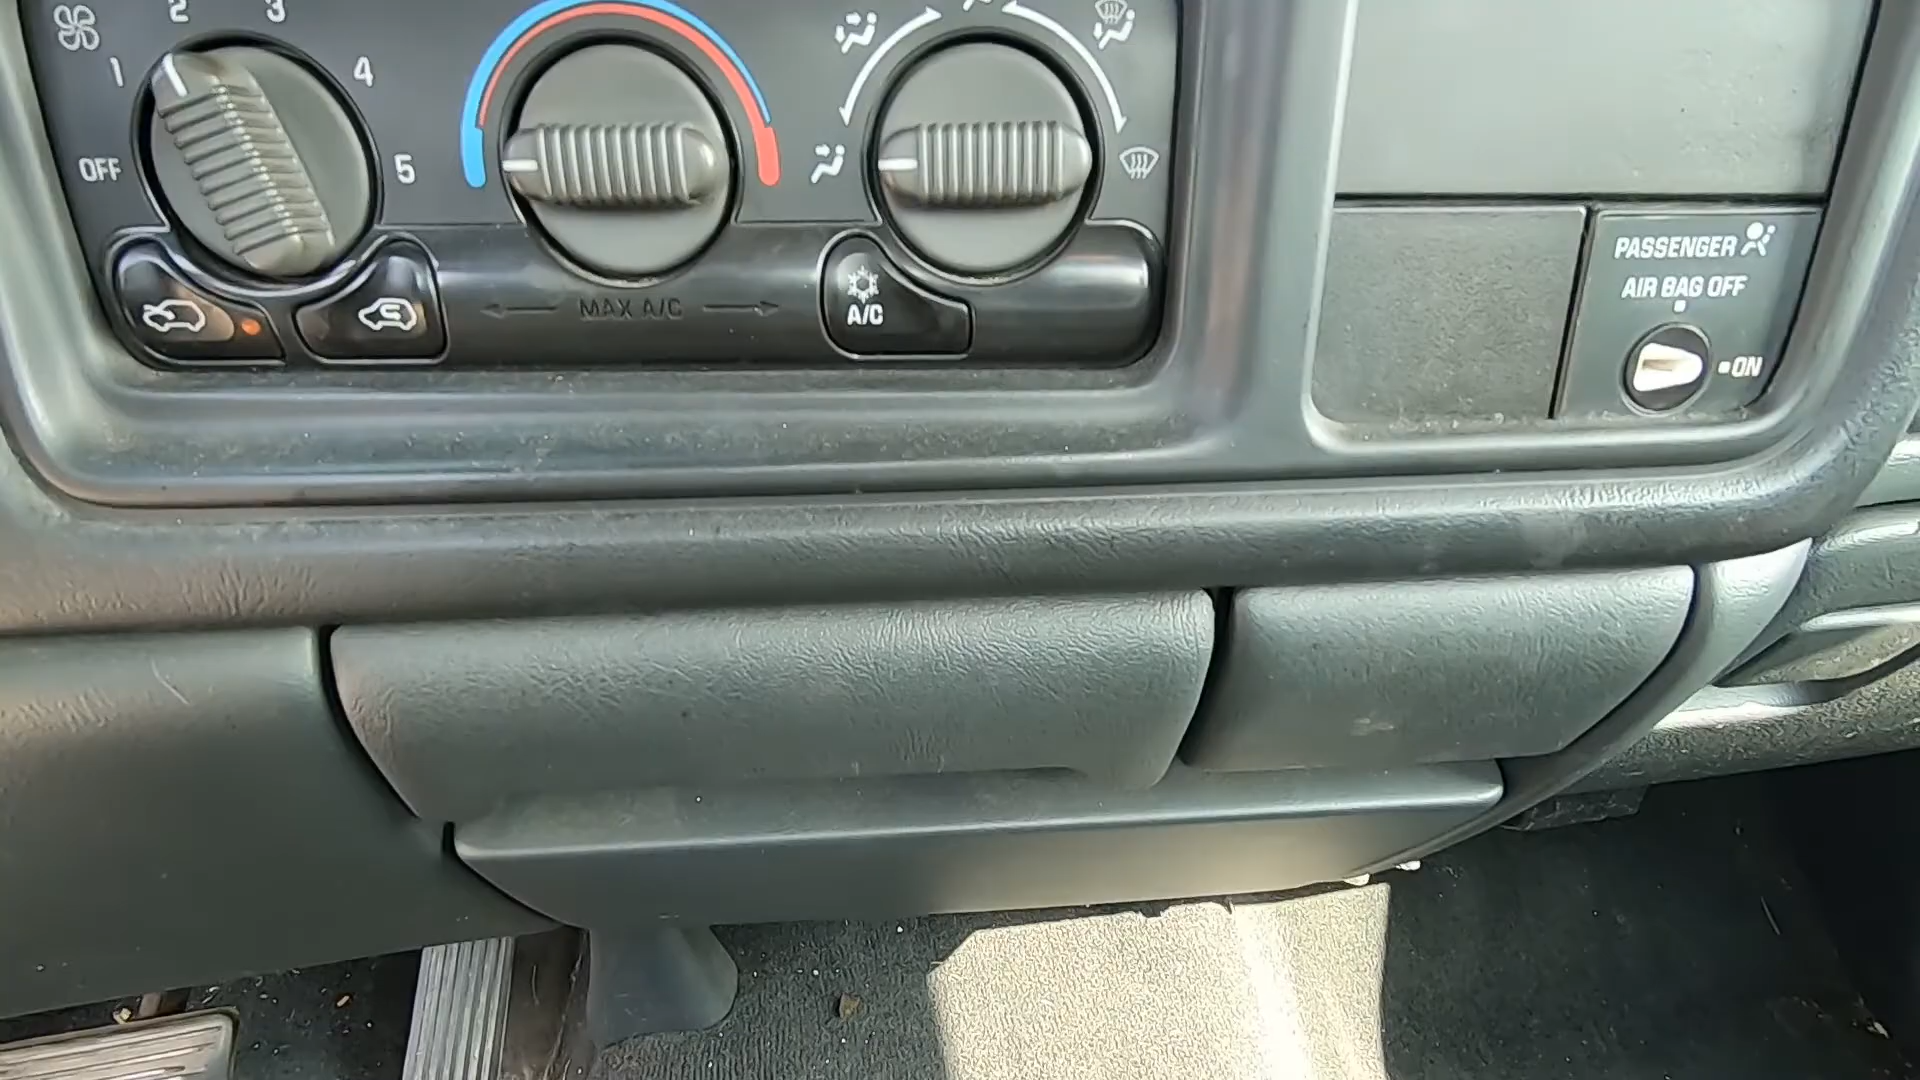 2 3
1 4
OFF 5
MAX A/C
A/C
PASSENGER
AIR BAG OFF
ON